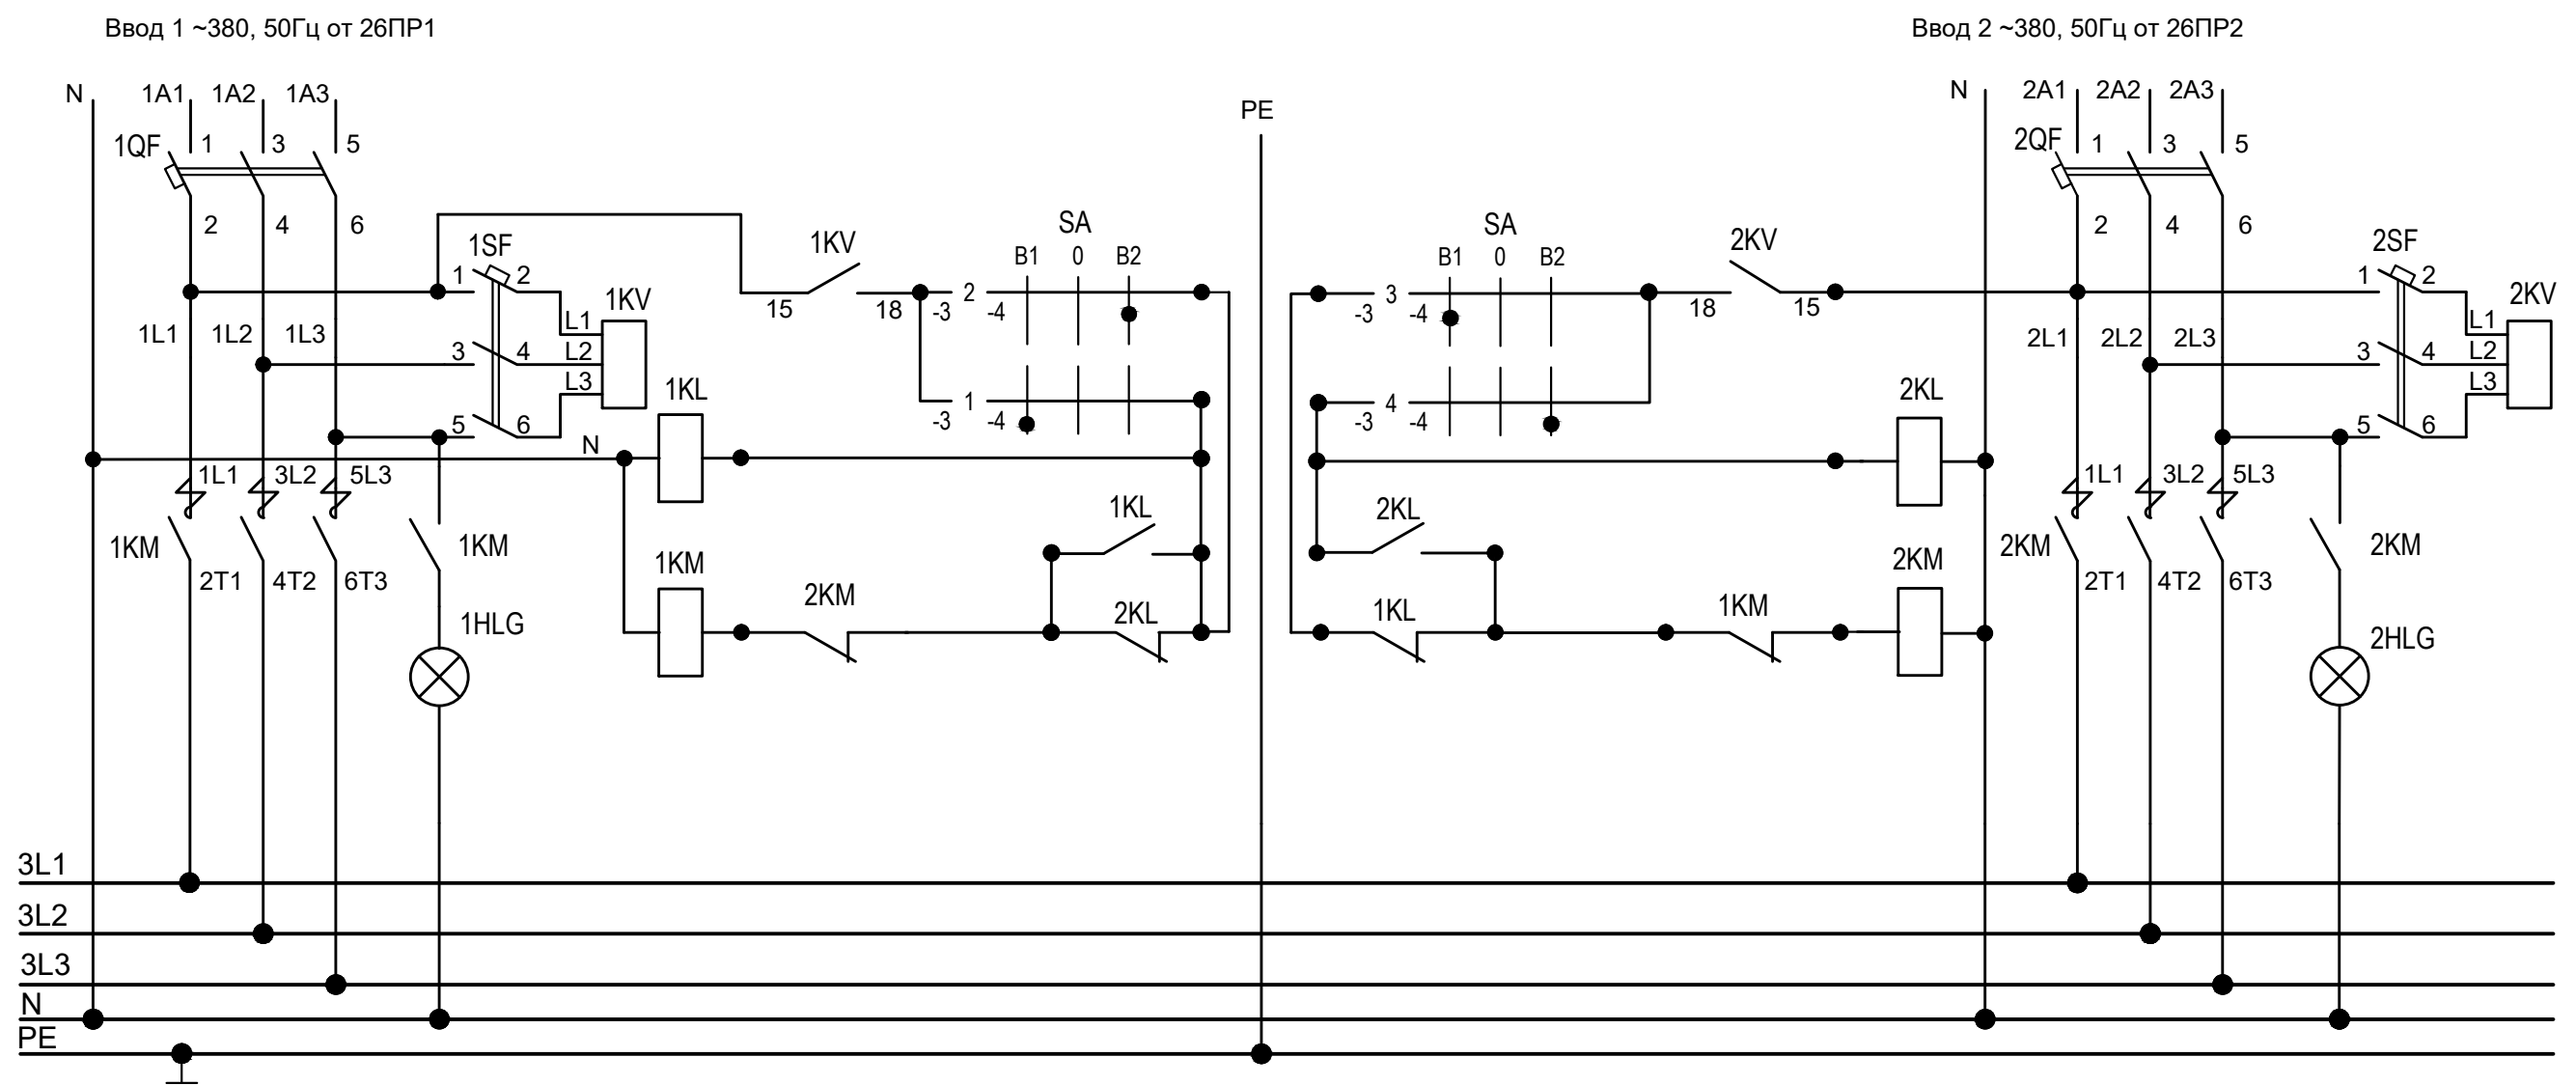 Ввод 1 ~380, 50Гц от 26ПР1
Ввод 2 ~380, 50Гц от 26ПР2
N 1A1 1A2 1A3
PE
N 2A1 2A2 2A3
1QF 1 3 5
2QF 1 3 5
2 4 6
2 4 6
1SF
1KV
SA
B1 0 B2
SA
B1 0 B2
2KV
2SF
1 2
1KV
15 18
2
-3 -4
3
-3 -4
18 15
1 2
2KV
1L1 1L2 1L3
L1
L2
L3
3 4
5 6
2L1 2L2 2L3
L1
L2
L3
3 4
5 6
1
-3 -4
4
-3 -4
N
1KL
2KL
1L1 3L2 5L3
1L1 3L2 5L3
1KM
2T1 4T2 6T3
1KM
1HLG
1KM
2KM
1KL
2KL
2KL
1KL
1KM
2KM
2KM
2T1 4T2 6T3
2KM
2HLG
3L1
3L2
3L3
N
PE